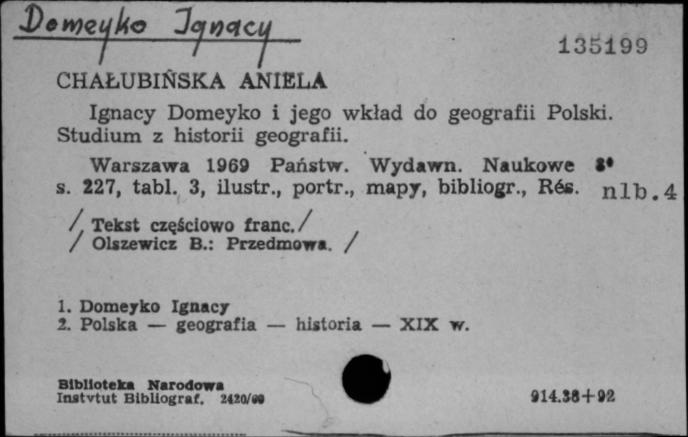 Domeyko Ignacy
135199
CHAŁUBIŃSKA ANIELA
Ignacy Domeyko i jego wkład do geografii Polski.
Studium z historii geografii.
Warszawa 1969 Państw. Wydawn. Naukowe 8°
s. 227, tabl. 3, ilustr., portr., mapy, bibliogr., Rés. nlb.4
/ Tekst częściowo franc./
/ Olszewicz B.: Przedmowa. /
1. Domeyko Ignacy
2. Polska — geografia — historia — XIX w.
Biblioteka Narodowa
Instytut Bibliograf. 2420/69
914.38+92